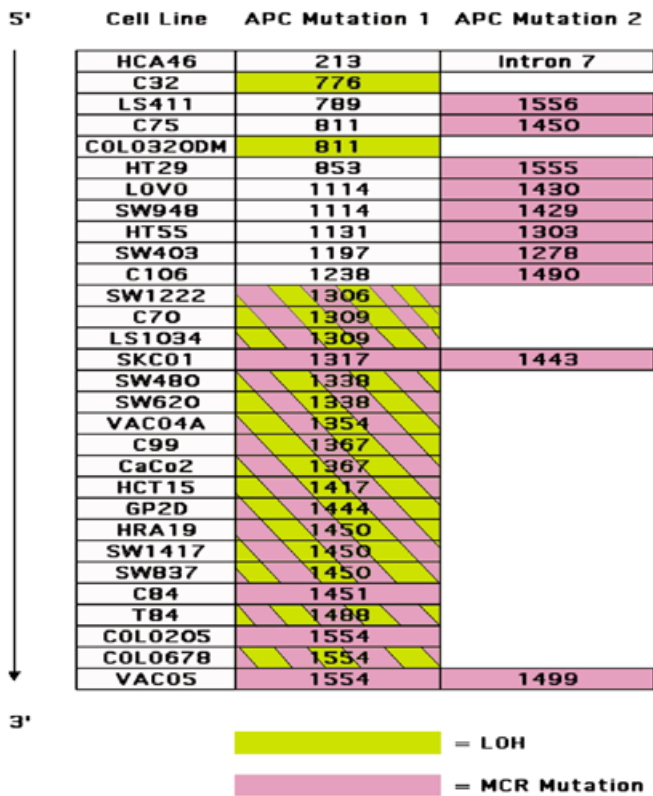 5' Cell Line APC Mutation 1 APC Mutation 2
HCA46 213 Intron 7
C32 776
LS411 789 1556
C75 811 1450
COLO320DM 811
HT29 853 1555
LOVO 1114 1430
SW948 1114 1429
HT55 1131 1303
SW403 1197 1278
C106 1238 1490
SW1222 1306
C70 1309
LS1034 1309
SKCO1 1317 1443
SW480 1338
SW620 1338
VACO4A 1354
C99 1367
CaCo2 1367
HCT15 1417
GP2D 1444
HRA19 1450
SW1417 1450
SW837 1450
C84 1451
T84 1488
COLO205 1554
COLO678 1554
VACO5 1554 1499
3'
= LOH
= MCR Mutation